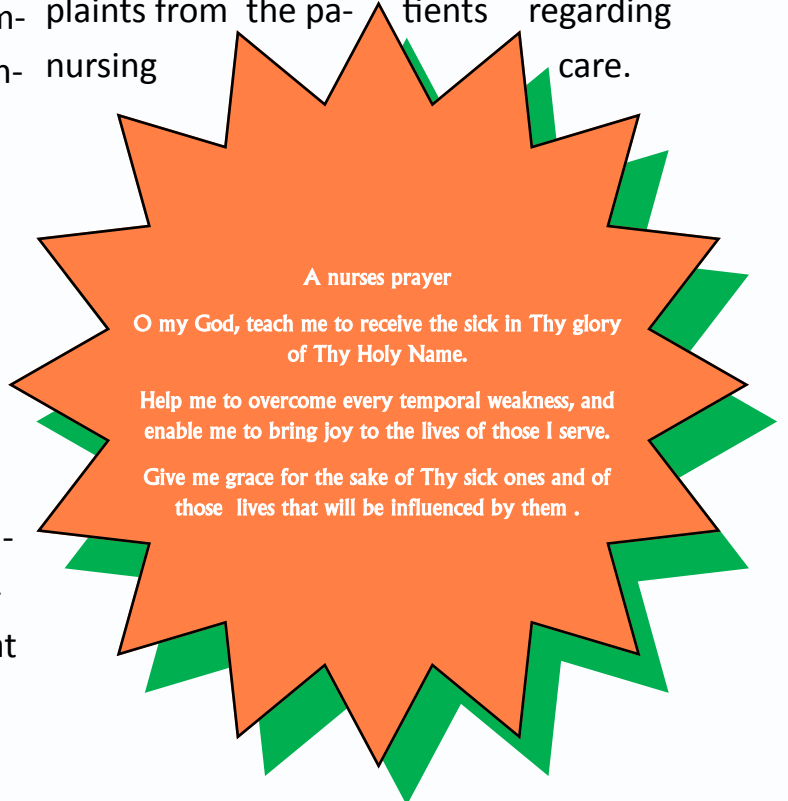 m- plaints from the pa- tients regarding
n- nursing care.
A nurses prayer
O my God, teach me to receive the sick in Thy glory
of Thy Holy Name.
Help me to overcome every temporal weakness, and
enable me to bring joy to the lives of those I serve.
Give me grace for the sake of Thy sick ones and of
those lives that will be influenced by them .
-
nt